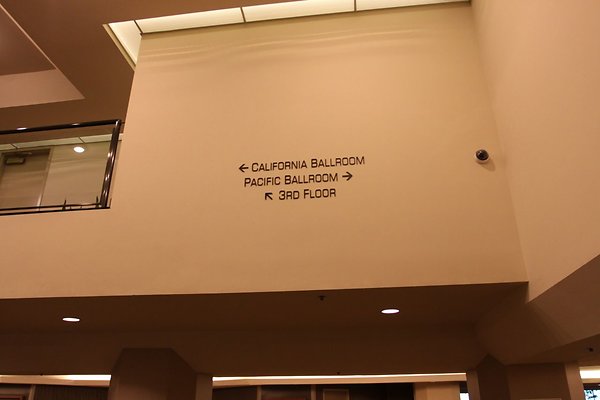 ← CALIFORNIA BALLROOM
PACIFIC BALLROOM →
↖ 3RD FLOOR